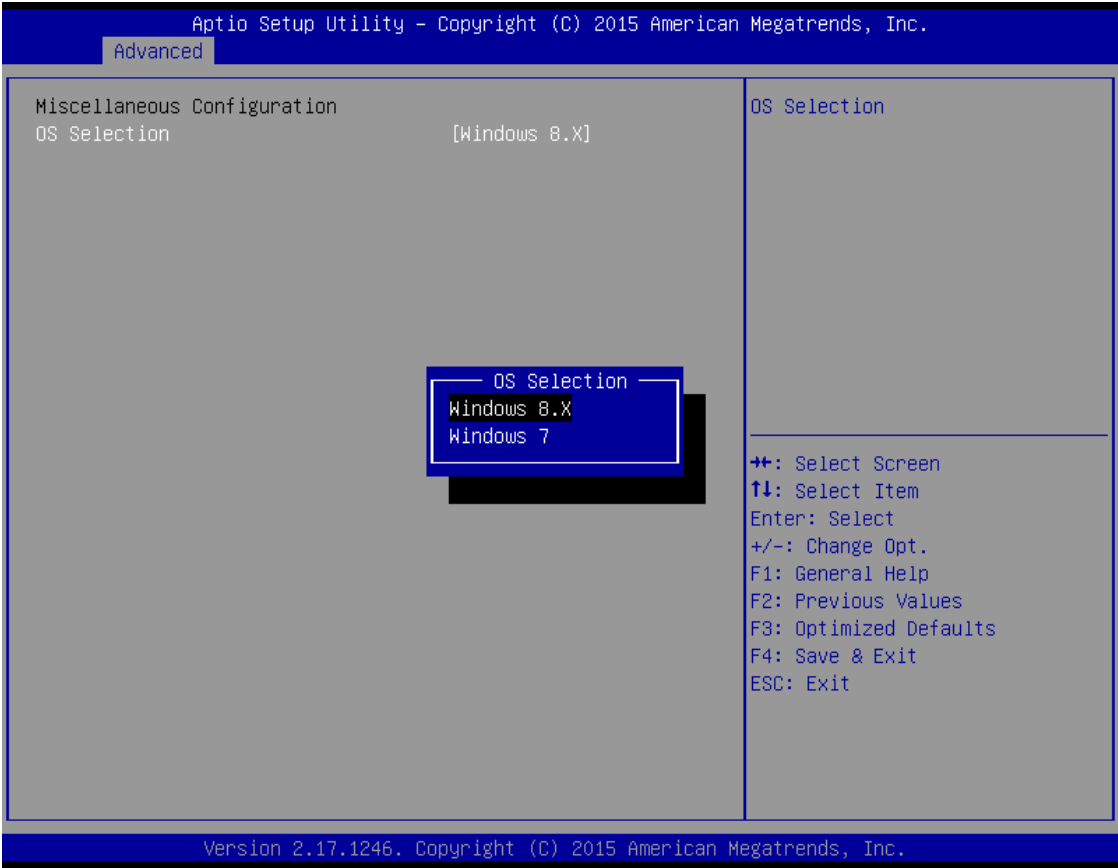 Aptio Setup Utility – Copyright (C) 2015 American Megatrends, Inc.
Advanced
Miscellaneous Configuration
OS Selection [Windows 8.X]
OS Selection
OS Selection
Windows 8.X
Windows 7
→←: Select Screen
↑↓: Select Item
Enter: Select
+/-: Change Opt.
F1: General Help
F2: Previous Values
F3: Optimized Defaults
F4: Save & Exit
ESC: Exit
Version 2.17.1246. Copyright (C) 2015 American Megatrends, Inc.